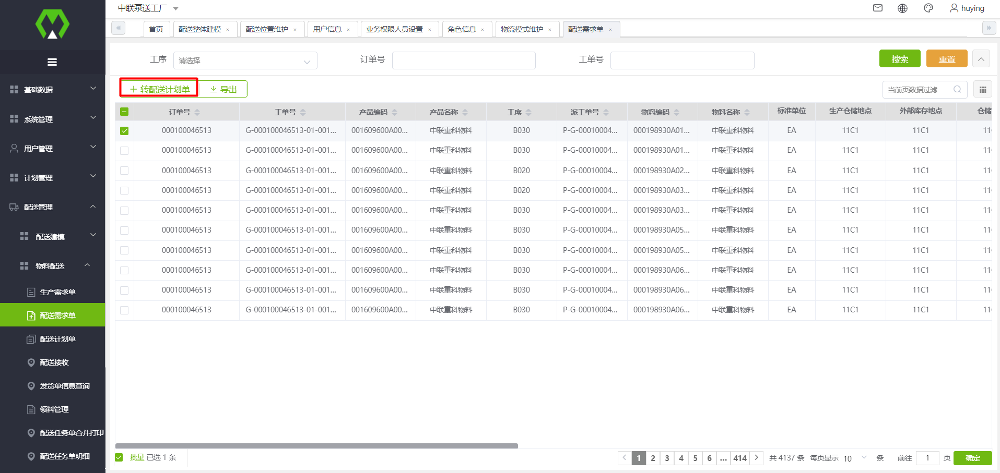 中联泵送工厂
huying
首页 配送整体建模 × 配送位置维护 × 用户信息 × 业务权限人员设置 × 角色信息 × 物流模式维护 × 配送需求单 ×
基础数据
系统管理
用户管理
计划管理
配送管理
配送建模
物料配送
生产需求单
配送需求单
配送计划单
配送接收
发货单信息查询
领料管理
配送任务单合并打印
配送任务单明细
工序 请选择 订单号 工单号 搜索 重置
+ 转配送计划单 导出 当前页数据过滤
订单号 工单号 产品编码 产品名称 工序 派工单号 物料编码 物料名称 标准单位 生产仓储地点 外部库存地点 仓储
000100046513 G-000100046513-01-001... 001609600A00... 中联重科物料 B030 P-G-00010004... 000198930A01... 中联重科物料 EA 11C1 11C1 11
000100046513 G-000100046513-01-001... 001609600A00... 中联重科物料 B030 P-G-00010004... 000198930A01... 中联重科物料 EA 11C1 11C1 11
000100046513 G-000100046513-01-001... 001609600A00... 中联重科物料 B020 P-G-00010004... 000198930A02... 中联重科物料 EA 11C1 11C1 11
000100046513 G-000100046513-01-001... 001609600A00... 中联重科物料 B020 P-G-00010004... 000198930A03... 中联重科物料 EA 11C1 11C1 11
000100046513 G-000100046513-01-001... 001609600A00... 中联重科物料 B030 P-G-00010004... 000198930A03... 中联重科物料 EA 11C1 11C1 11
000100046513 G-000100046513-01-001... 001609600A00... 中联重科物料 B030 P-G-00010004... 000198930A05... 中联重科物料 EA 11C1 11C1 11
000100046513 G-000100046513-01-001... 001609600A00... 中联重科物料 B030 P-G-00010004... 000198930A05... 中联重科物料 EA 11C1 11C1 11
000100046513 G-000100046513-01-001... 001609600A00... 中联重科物料 B030 P-G-00010004... 000198930A06... 中联重科物料 EA 11C1 11C1 11
000100046513 G-000100046513-01-001... 001609600A00... 中联重科物料 B030 P-G-00010004... 000198930A06... 中联重科物料 EA 11C1 11C1 11
000100046513 G-000100046513-01-001... 001609600A00... 中联重科物料 B030 P-G-00010004... 000198930A06... 中联重科物料 EA 11C1 11C1 11
批量 已选 1 条 1 2 3 4 5 6 ... 414 共 4137 条 每页显示 10 条 前往 1 页 确定